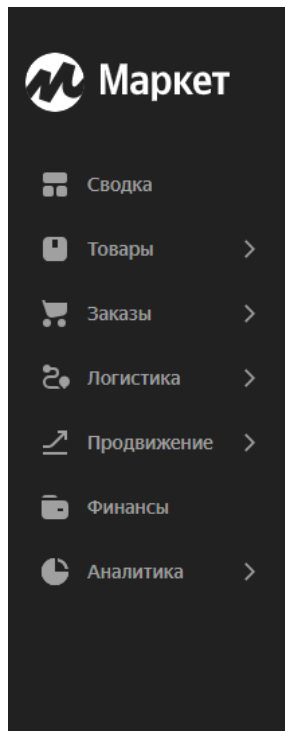 Маркет
Сводка
Товары
Заказы
Логистика
Продвижение
Финансы
Аналитика